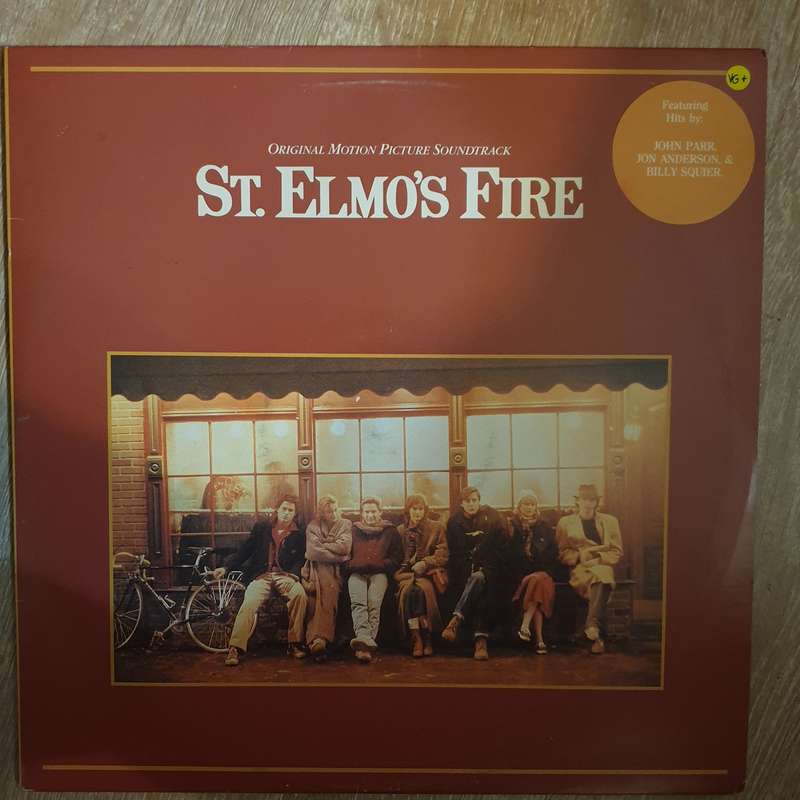 VG+
Featuring
Hits by:
JOHN PARR,
JON ANDERSON, &
BILLY SQUIER.
ORIGINAL MOTION PICTURE SOUNDTRACK
ST. ELMO'S FIRE